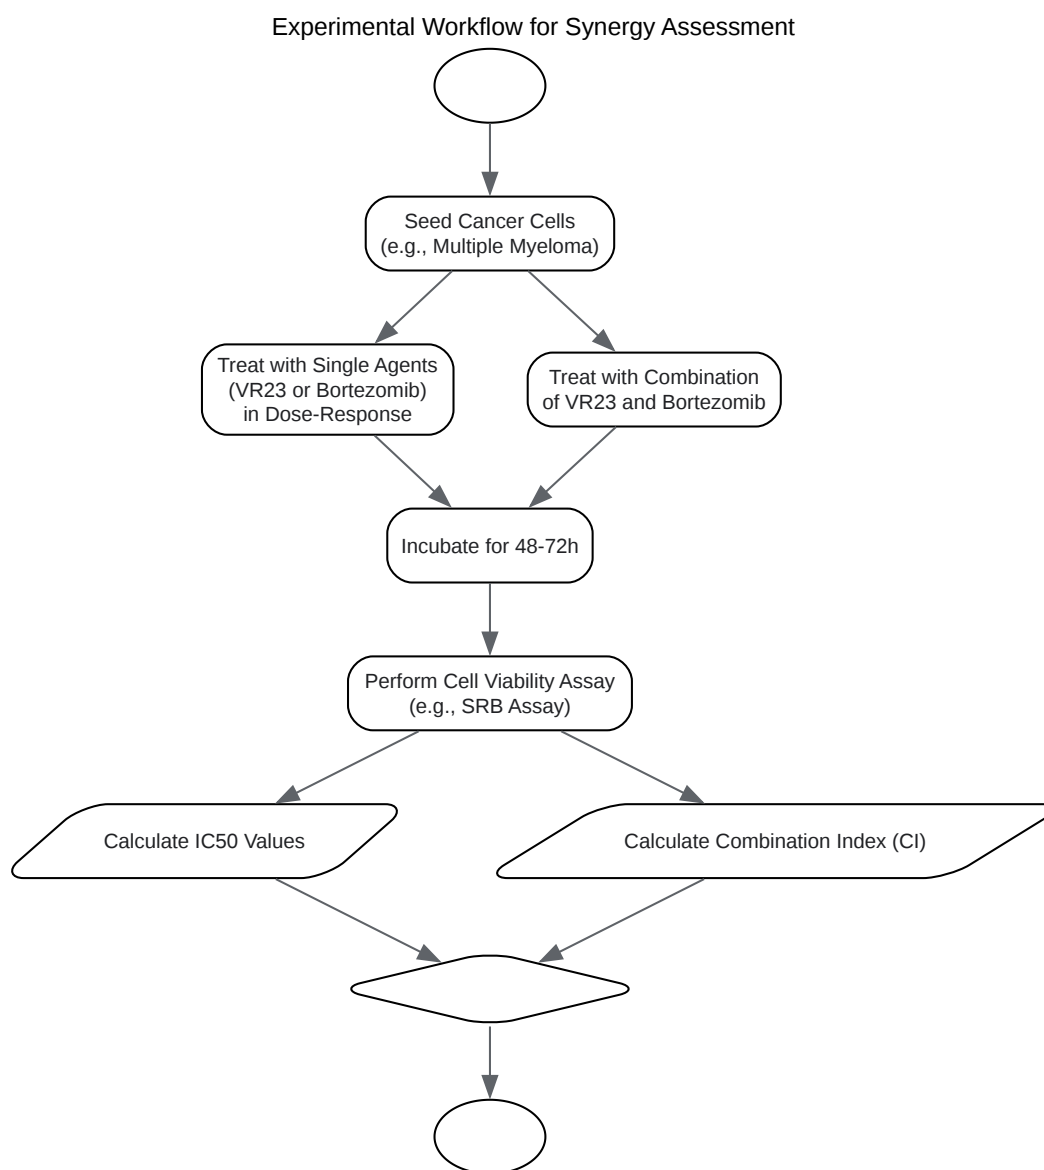 Experimental Workflow for Synergy Assessment
Seed Cancer Cells
(e.g., Multiple Myeloma)
Treat with Single Agents
(VR23 or Bortezomib)
in Dose-Response
Treat with Combination
of VR23 and Bortezomib
Incubate for 48-72h
Perform Cell Viability Assay
(e.g., SRB Assay)
Calculate IC50 Values
Calculate Combination Index (CI)